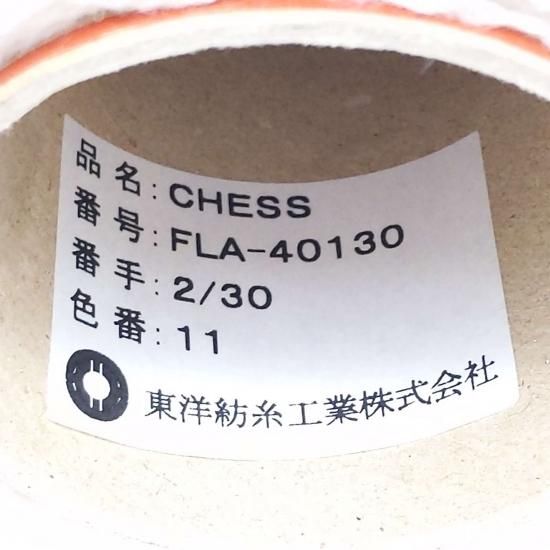 品名:CHESS
番号:FLA-40130
番手:2/30
色番:11
東洋紡糸工業株式会社